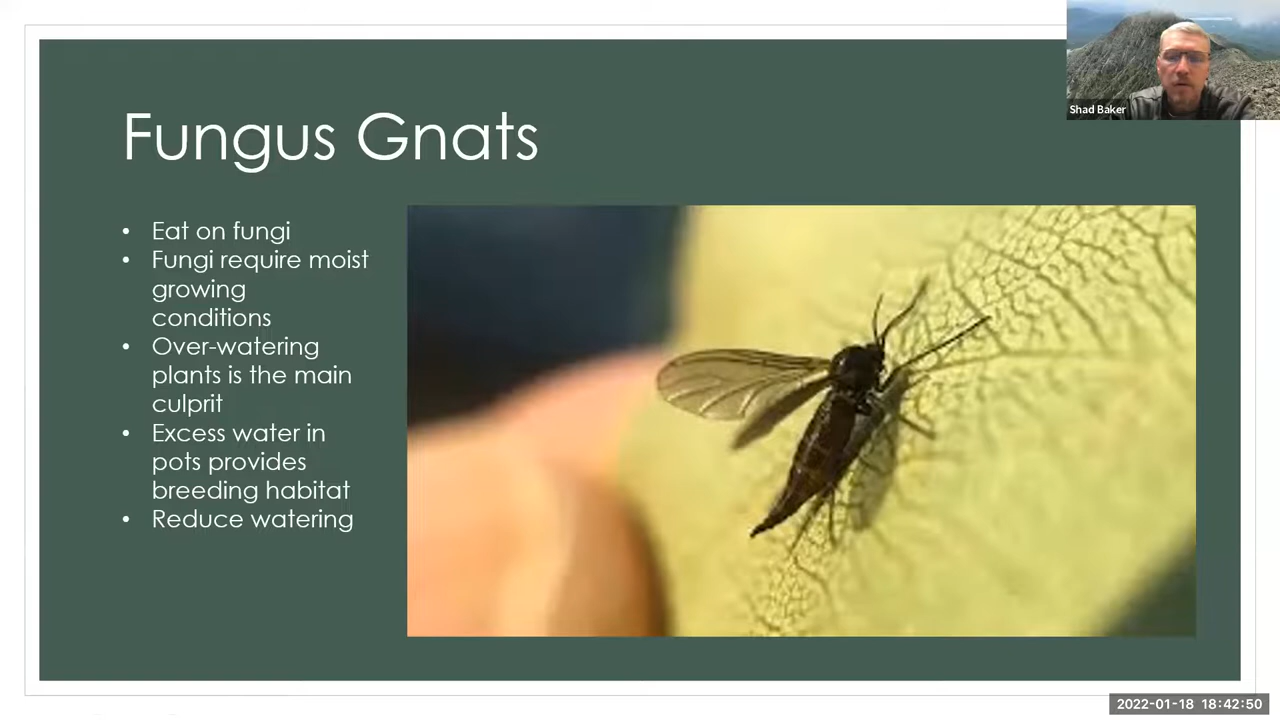 Shad Baker
Fungus Gnats
• Eat on fungi
• Fungi require moist
growing
conditions
• Over-watering
plants is the main
culprit
• Excess water in
pots provides
breeding habitat
• Reduce watering
2022-01-18 18:42:50